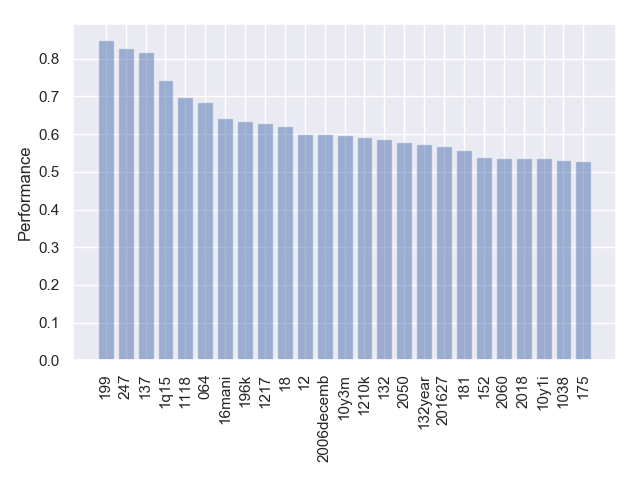 Performance
0.8
0.7
0.6
0.5
0.4
0.3
0.2
0.1
0.0
199
247
137
1q15
1118
064
16mani
196k
1217
18
12
2006decemb
10y3m
1210k
132
2050
132year
201627
181
152
2060
2018
10y1i
1038
175